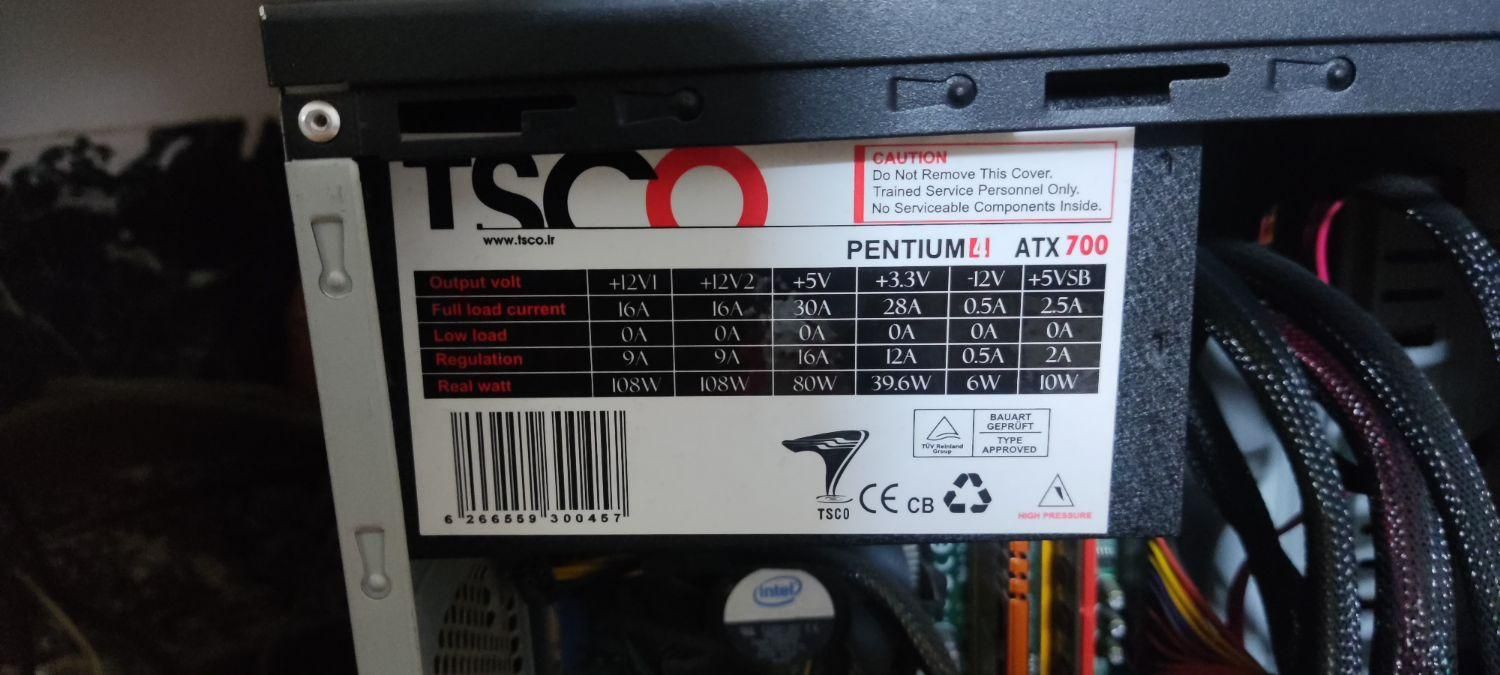 TSCO
www.tsco.ir
CAUTION
Do Not Remove This Cover.
Trained Service Personnel Only.
No Serviceable Components Inside.
PENTIUM4 ATX 700
Output volt +12V1 +12V2 +5V +3.3V -12V +5VSB
Full load current 16A 16A 30A 28A 0.5A 2.5A
Low load 0A 0A 0A 0A 0A 0A
Regulation 9A 9A 16A 12A 0.5A 2A
Real watt 108W 108W 80W 39.6W 6W 10W
6 266559 300457
TSCO
CE CB
TÜV Reinland
Group
BAUART
GEPRÜFT
TYPE
APPROVED
HIGH PRESSURE
intel